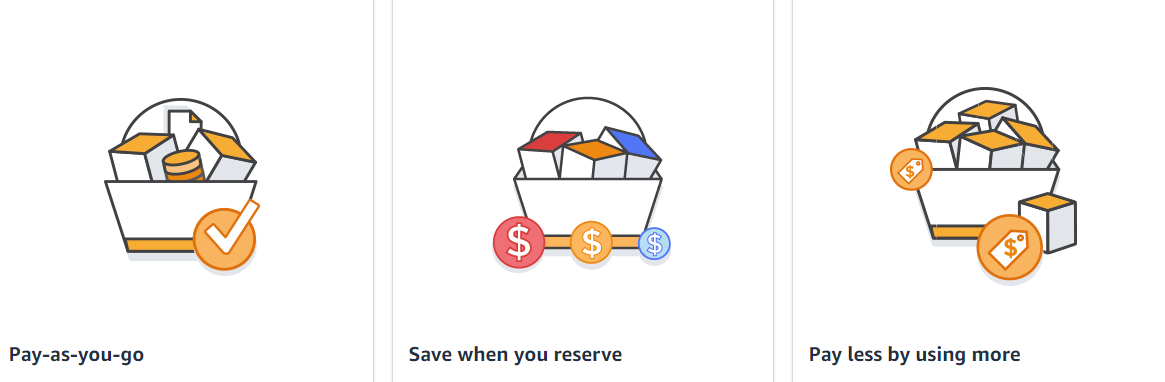 $ $ $
$
$
Pay-as-you-go
Save when you reserve
Pay less by using more